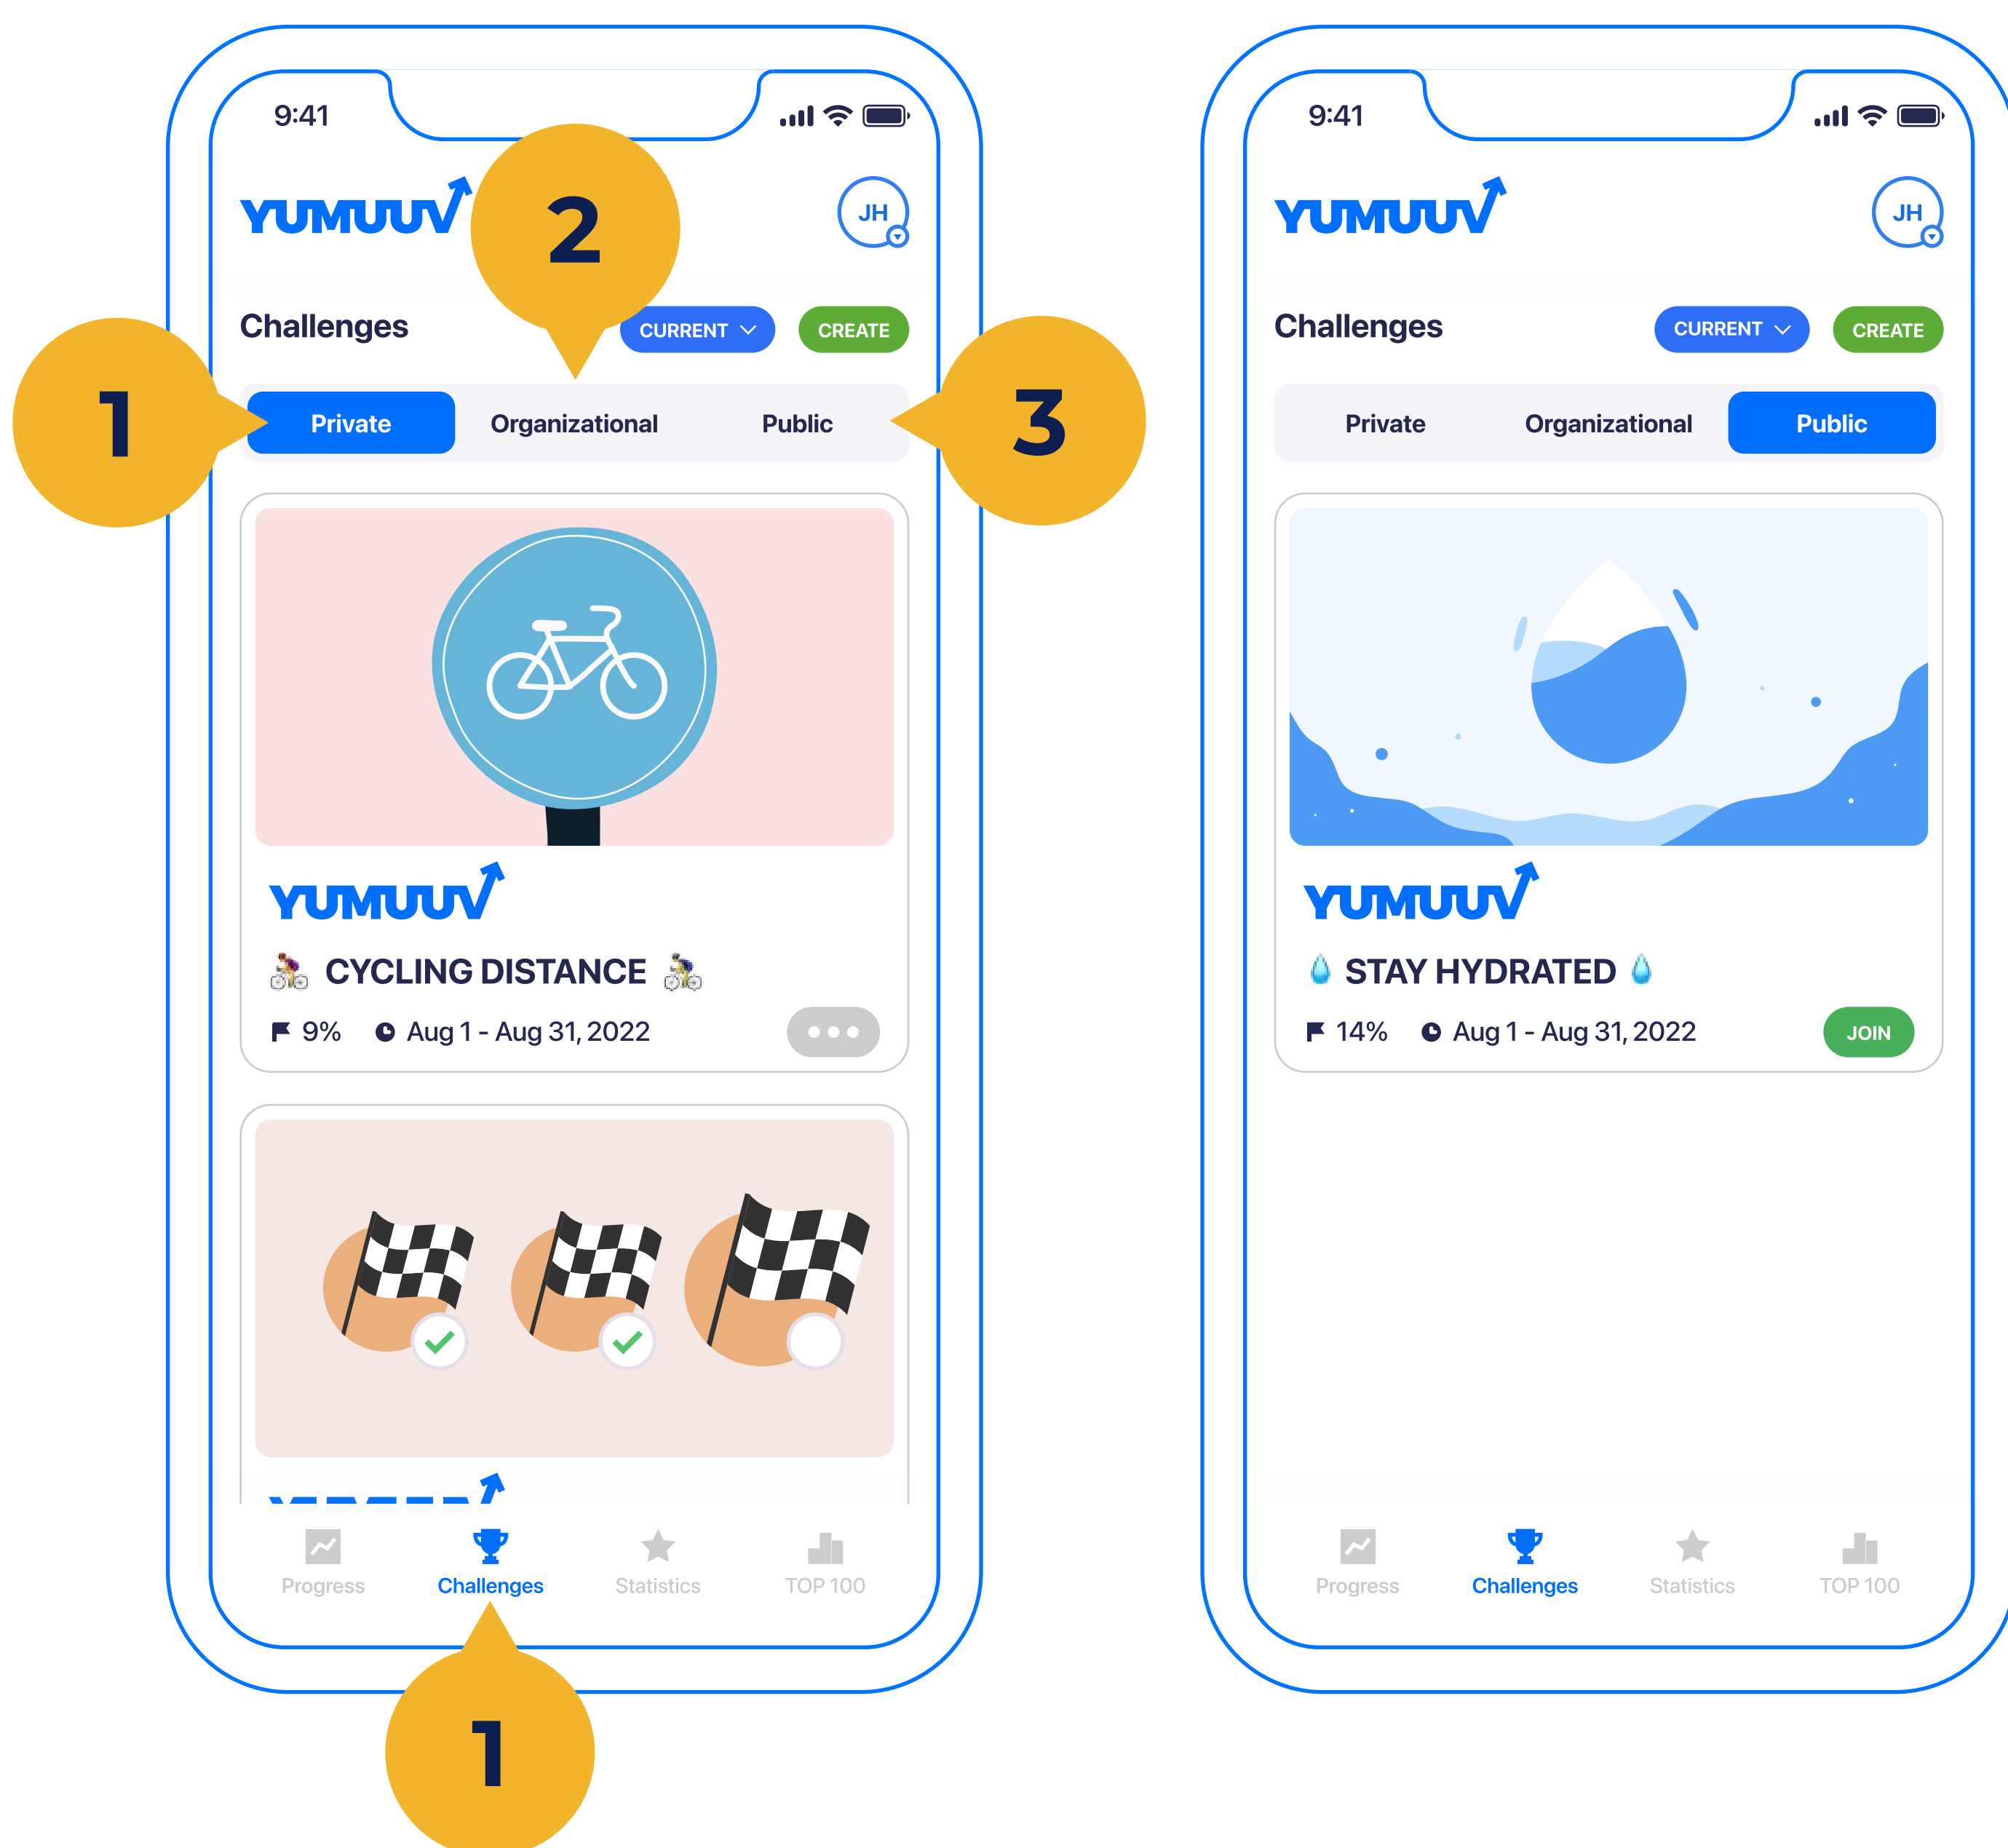 9:41
YUMUUV
JH
2
Challenges
CURRENT
CREATE
1
Private
Organizational
Public
3
YUMUUV
CYCLING DISTANCE
9%
Aug 1 - Aug 31, 2022
Progress
Challenges
Statistics
TOP 100
1
9:41
YUMUUV
JH
Challenges
CURRENT
CREATE
Private
Organizational
Public
YUMUUV
STAY HYDRATED
14%
Aug 1 - Aug 31, 2022
JOIN
Progress
Challenges
Statistics
TOP 100